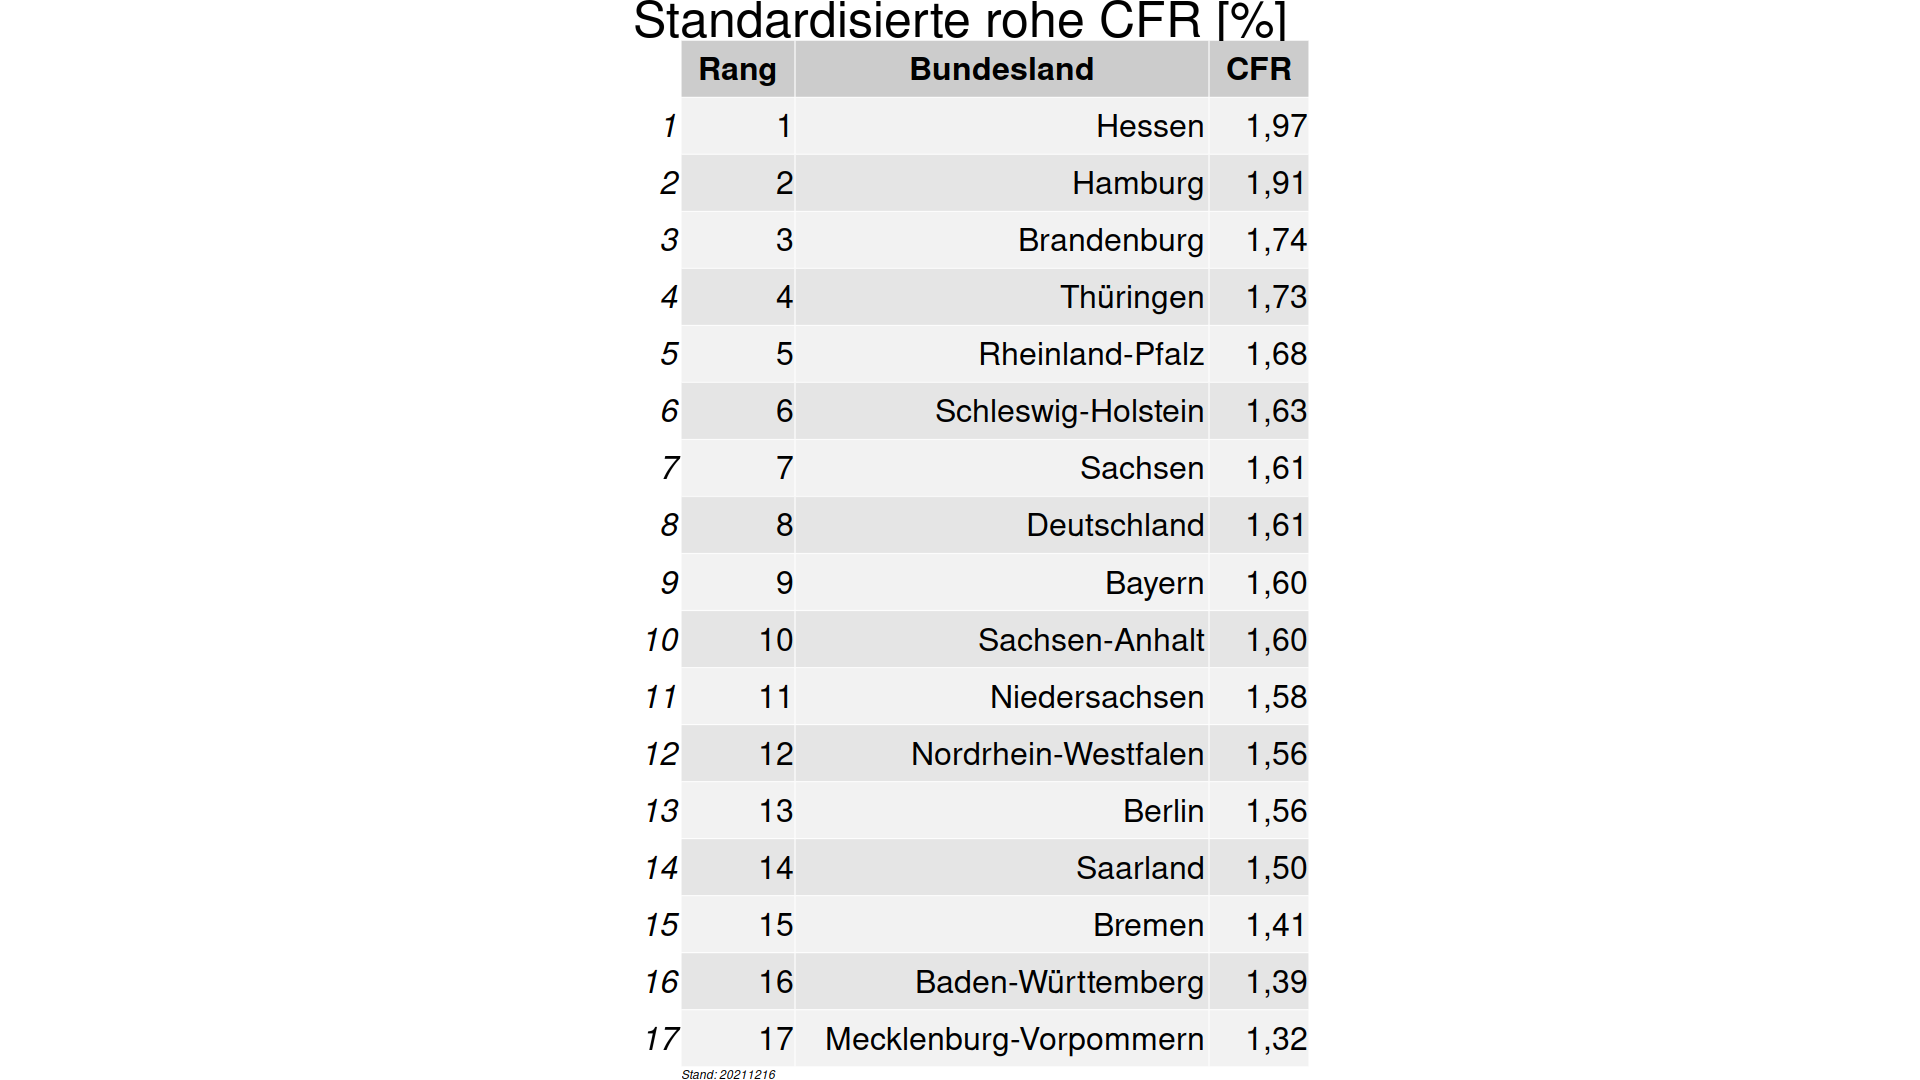 Standardisierte rohe CFR [%]
Rang Bundesland CFR
1 1 Hessen 1,97
2 2 Hamburg 1,91
3 3 Brandenburg 1,74
4 4 Thüringen 1,73
5 5 Rheinland-Pfalz 1,68
6 6 Schleswig-Holstein 1,63
7 7 Sachsen 1,61
8 8 Deutschland 1,61
9 9 Bayern 1,60
10 10 Sachsen-Anhalt 1,60
11 11 Niedersachsen 1,58
12 12 Nordrhein-Westfalen 1,56
13 13 Berlin 1,56
14 14 Saarland 1,50
15 15 Bremen 1,41
16 16 Baden-Württemberg 1,39
17 17 Mecklenburg-Vorpommern 1,32
Stand: 20211216